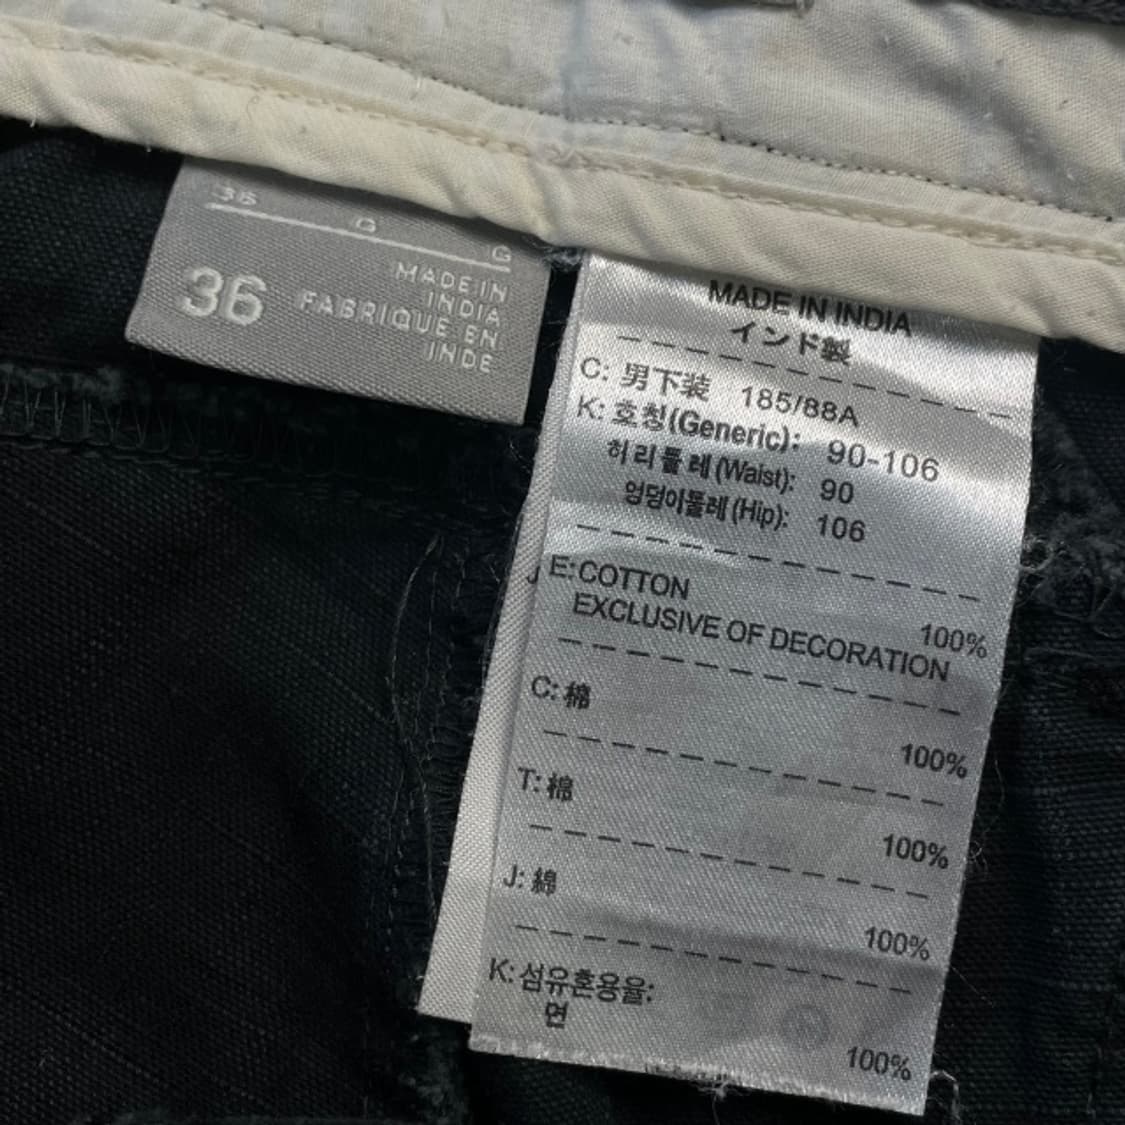 36 G G
36
MADE IN
INDIA
FABRIQUE EN
INDE
MADE IN INDIA
インド製
C: 男下装 185/88A
K: 호칭(Generic): 90-106
허리둘레(Waist): 90
엉덩이둘레(Hip): 106
E:COTTON 100%
EXCLUSIVE OF DECORATION
C: 棉 100%
T: 棉 100%
J: 綿 100%
K: 섬유혼용율:
면 100%